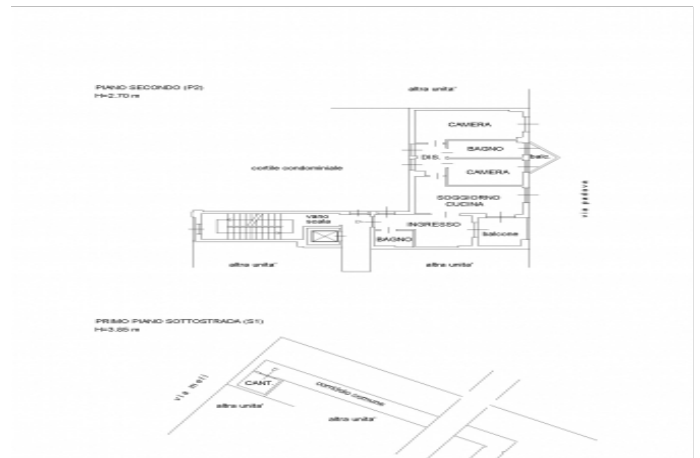 PIANO SECONDO (P2)
H=2.70 m
altra unita'
CAMERA
BAGNO
DIS.
balc.
cortile condominiale
CAMERA
SOGGIORNO
CUCINA
via padova
vano
scala
INGRESSO
BAGNO
balcone
altra unita'
altra unita'
PRIMO PIANO SOTTOSTRADA (S1)
H=3.85 m
via meli
CANT.
corridoio comune
altra unita'
altra unita'